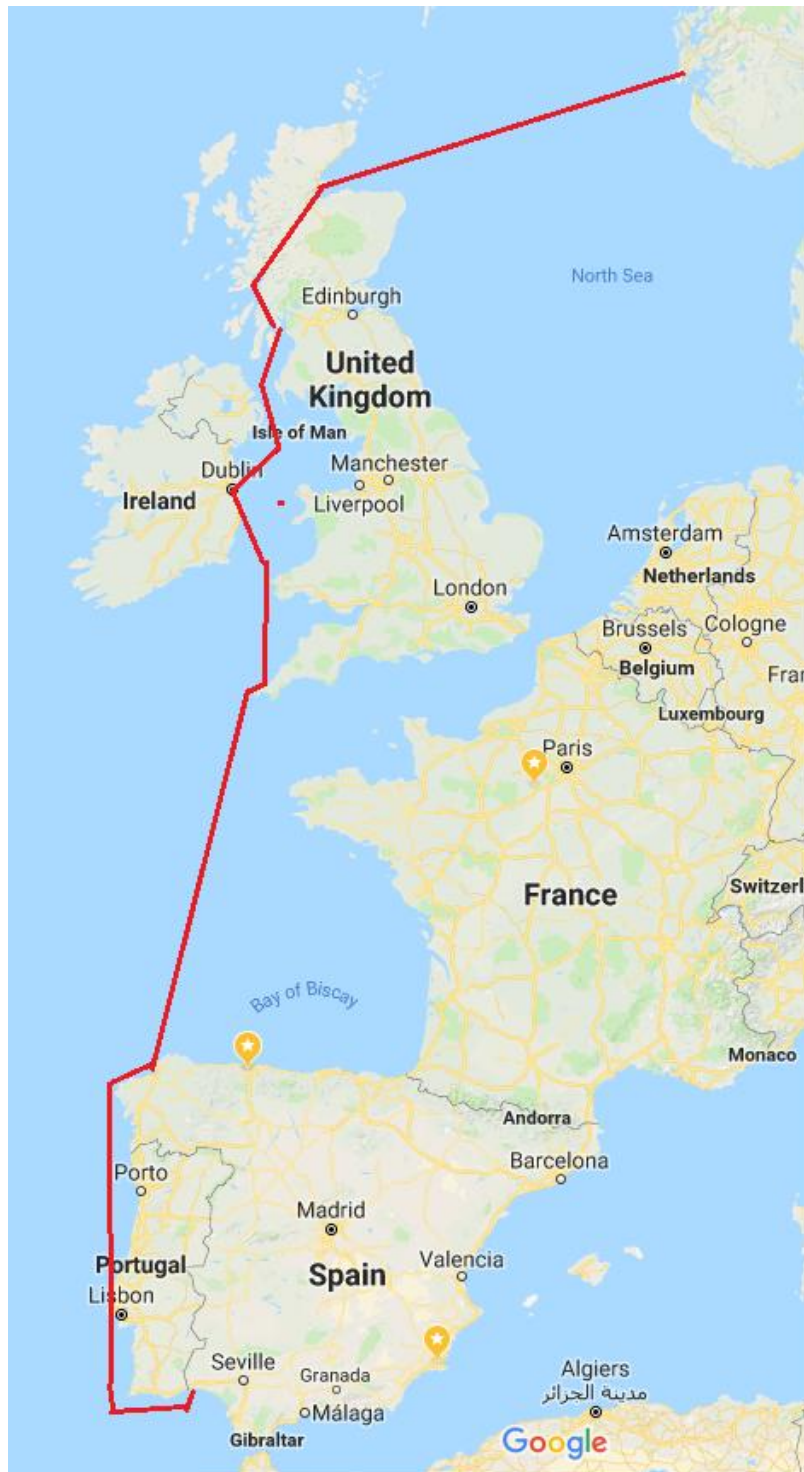 North Sea
Edinburgh
United
Kingdom
Isle of Man
Dublin
Manchester
Ireland
Liverpool
Amsterdam
Netherlands
London
Brussels
Cologne
Belgium
Fran
Luxembourg
Paris
France
Switzerl
Bay of Biscay
Monaco
Andorra
Porto
Barcelona
Madrid
Portugal
Spain
Valencia
Lisbon
Seville
Granada
Algiers
مدينة الجزائر
Málaga
Gibraltar
Google